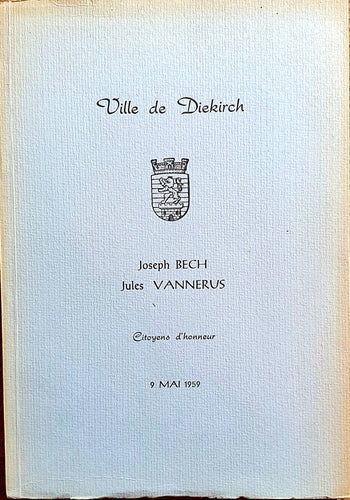 Ville de Diekirch
Joseph BECH
Jules VANNERUS
Citoyens d'honneur
9 MAI 1959